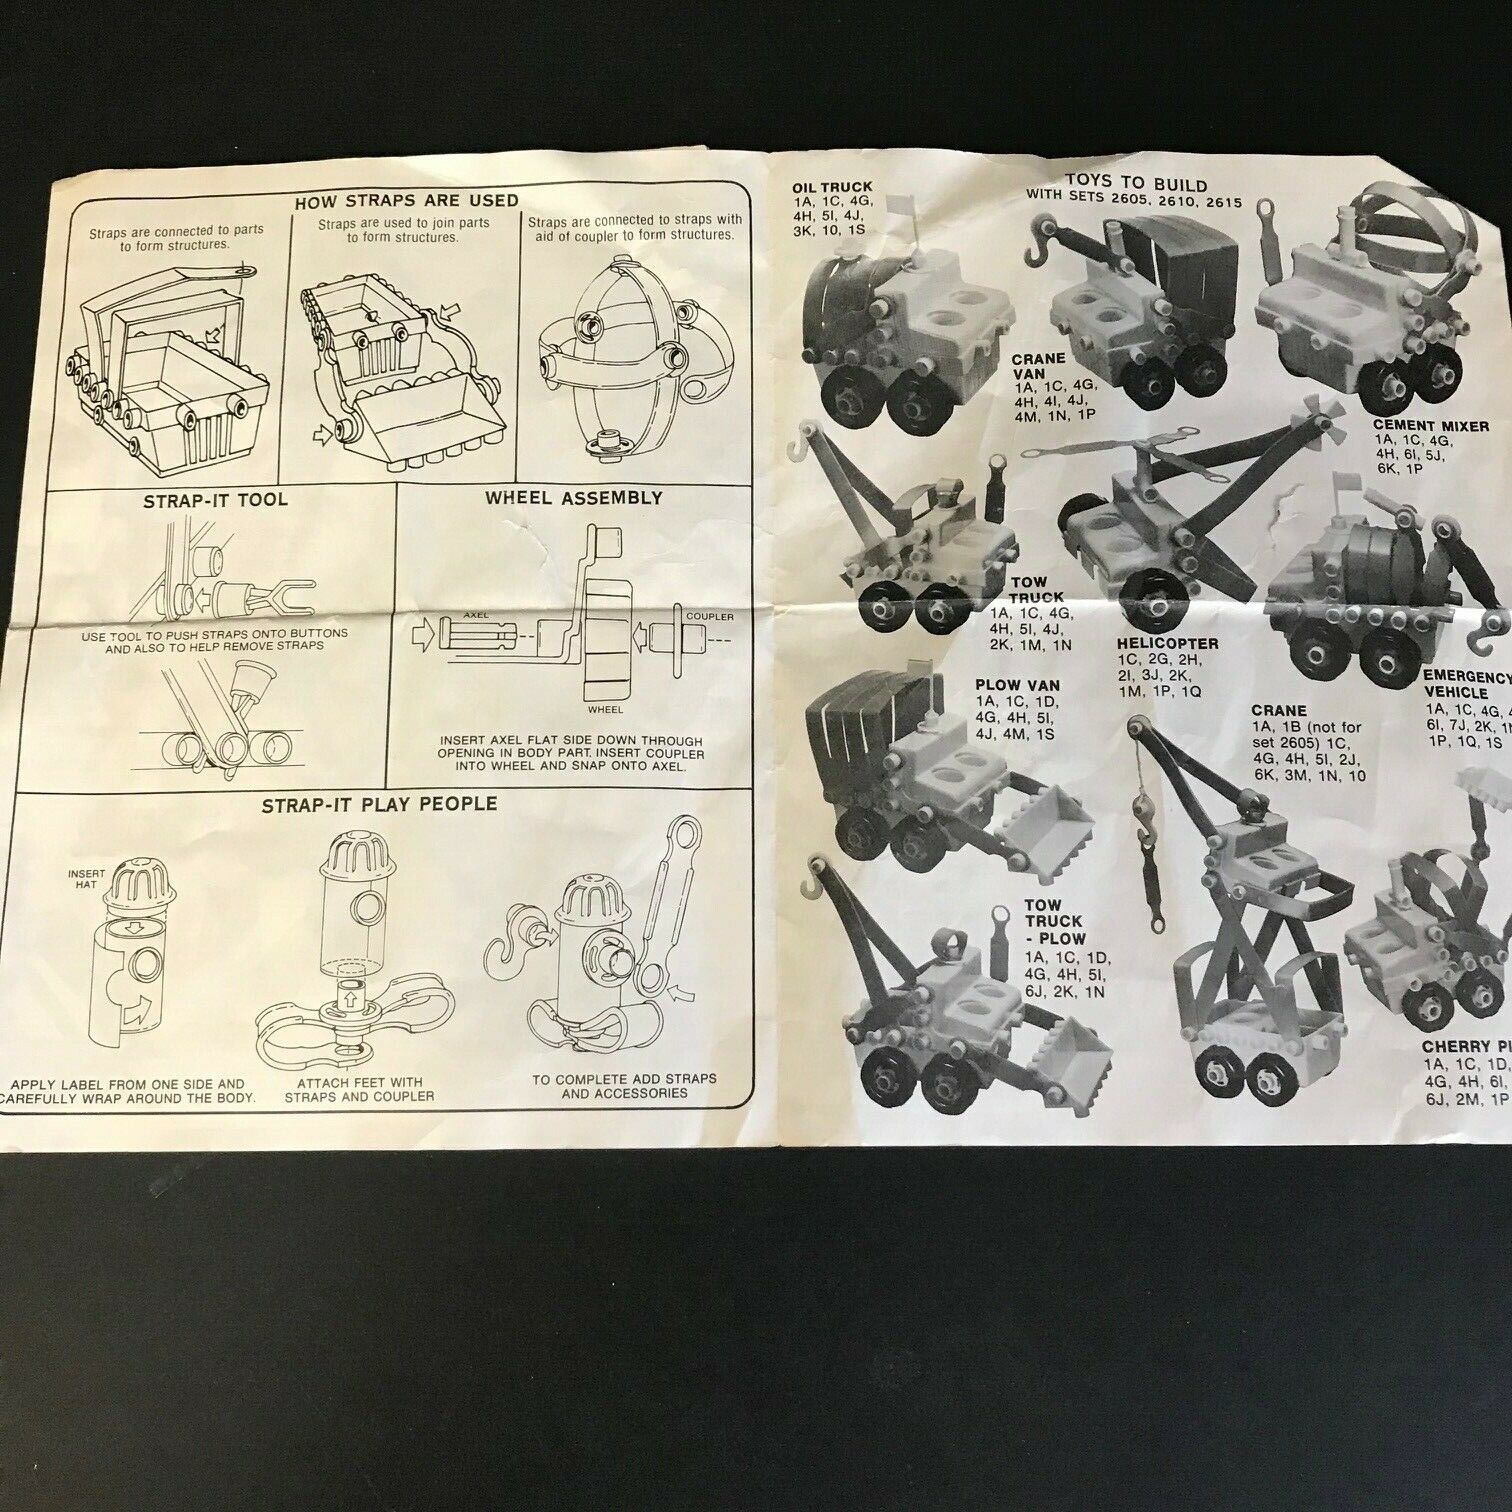 HOW STRAPS ARE USED
Straps are connected to parts
to form structures.
Straps are used to join parts
to form structures.
Straps are connected to straps with
aid of coupler to form structures.
STRAP-IT TOOL
USE TOOL TO PUSH STRAPS ONTO BUTTONS
AND ALSO TO HELP REMOVE STRAPS
WHEEL ASSEMBLY
AXEL
COUPLER
WHEEL
INSERT AXEL FLAT SIDE DOWN THROUGH
OPENING IN BODY PART. INSERT COUPLER
INTO WHEEL AND SNAP ONTO AXEL.
STRAP-IT PLAY PEOPLE
INSERT
HAT
APPLY LABEL FROM ONE SIDE AND
CAREFULLY WRAP AROUND THE BODY.
ATTACH FEET WITH
STRAPS AND COUPLER
TO COMPLETE ADD STRAPS
AND ACCESSORIES
TOYS TO BUILD
WITH SETS 2605, 2610, 2615
OIL TRUCK
1A, 1C, 4G,
4H, 5I, 4J,
3K, 10, 1S
CRANE
VAN
1A, 1C, 4G,
4H, 4I, 4J,
4M, 1N, 1P
CEMENT MIXER
1A, 1C, 4G,
4H, 6I, 5J,
6K, 1P
TOW
TRUCK
1A, 1C, 4G,
4H, 5I, 4J,
2K, 1M, 1N
HELICOPTER
1C, 2G, 2H,
2I, 3J, 2K,
1M, 1P, 1Q
EMERGENCY
VEHICLE
1A, 1C, 4G,
6I, 7J, 2K,
1P, 1Q, 1S
PLOW VAN
1A, 1C, 1D,
4G, 4H, 5I,
4J, 4M, 1S
CRANE
1A, 1B (not for
set 2605) 1C,
4G, 4H, 5I, 2J,
6K, 3M, 1N, 10
TOW
TRUCK
- PLOW
1A, 1C, 1D,
4G, 4H, 5I,
6J, 2K, 1N
CHERRY
1A, 1C, 1D,
4G, 4H, 6I,
6J, 2M, 1P